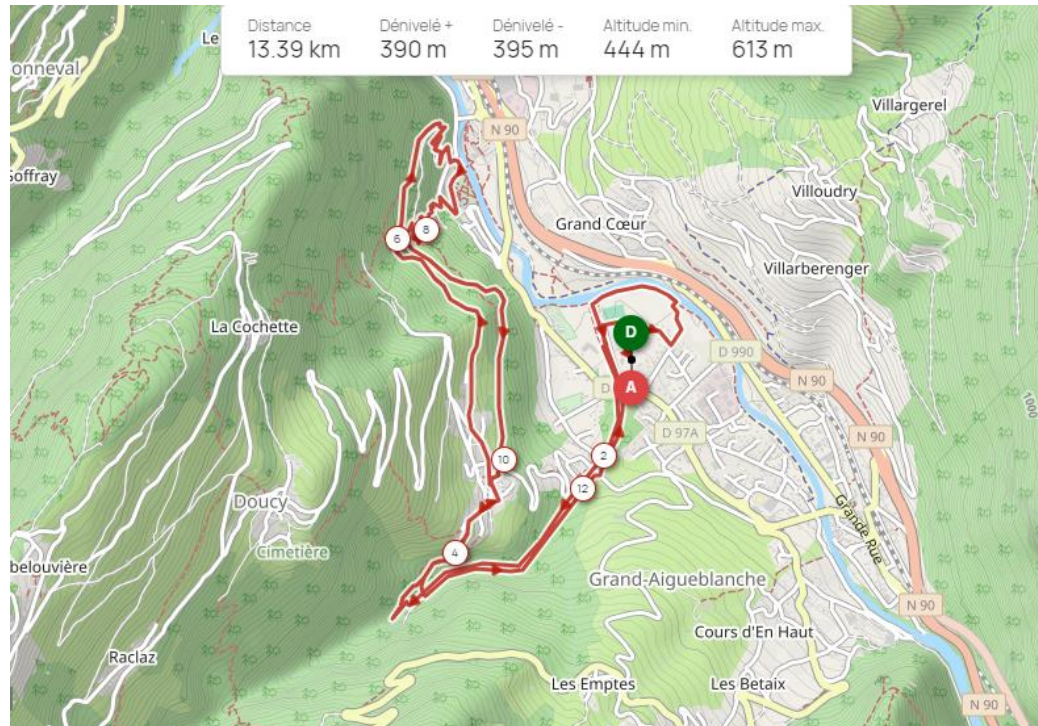 Distance
13.39 km
Dénivelé +
390 m
Dénivelé -
395 m
Altitude min.
444 m
Altitude max.
613 m
Le
onneval
N 90
Villargerel
Soffray
Villoudry
8
Grand Cœur
6
Villarberenger
La Cochette
D
D 990
D
A
N 90
1000
D 97A
N 90
2
10
12
Doucy
Grande Rue
Cimetière
4
belouvière
Grand-Aigueblanche
N 90
Cours d'En Haut
Raclaz
Les Emptes
Les Betaix
N 90